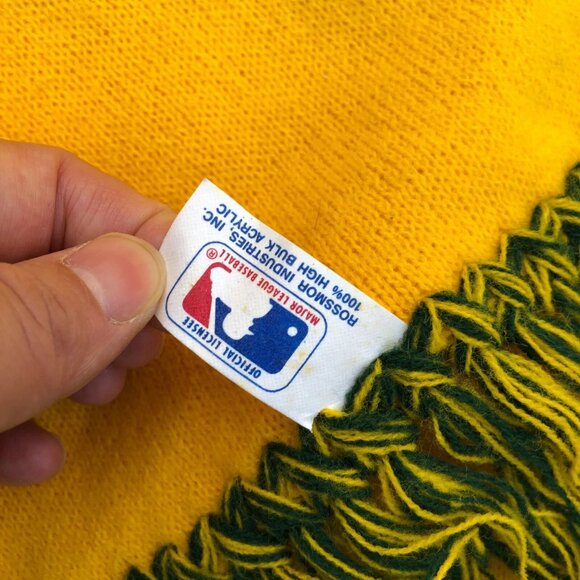 OFFICIAL LICENSEE
MAJOR LEAGUE BASEBALL®
100% HIGH BULK ACRYLIC
ROSSMOR INDUSTRIES, INC.